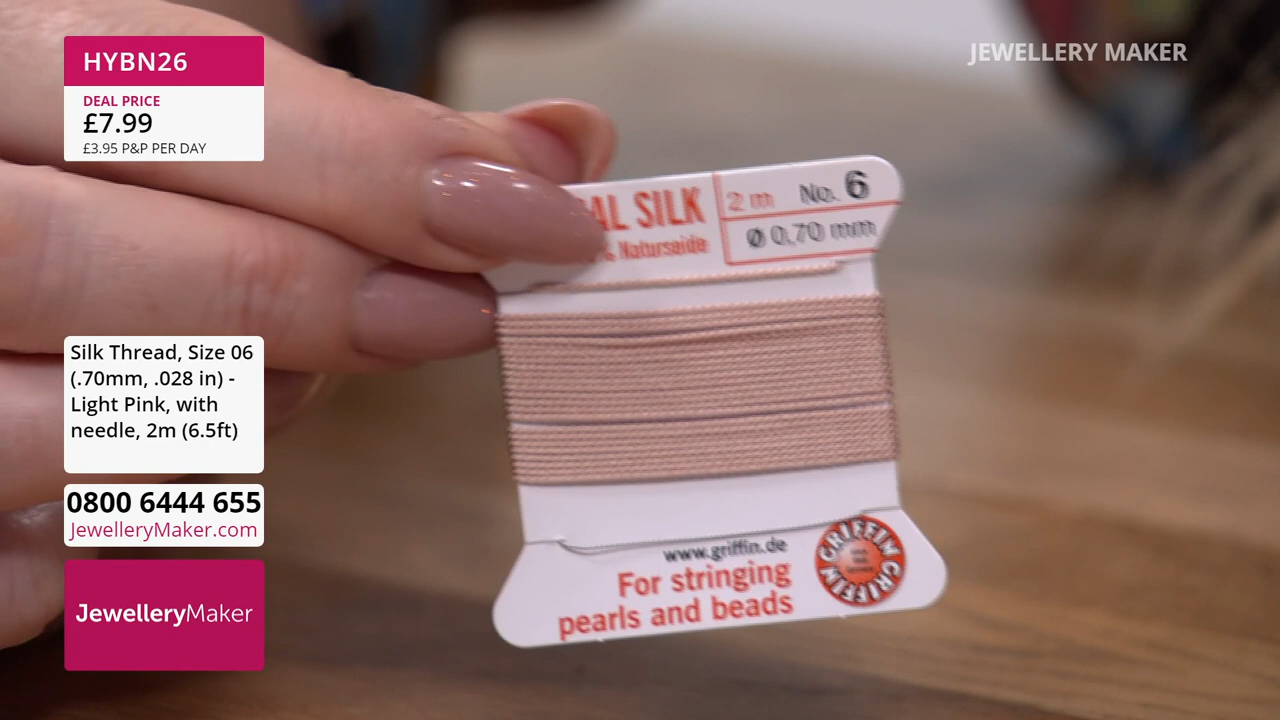 HYBN26
DEAL PRICE
£7.99
£3.95 P&P PER DAY
JEWELLERY MAKER
AL SILK
2 m No. 6
% Naturseide
Ø 0,70 mm
Silk Thread, Size 06
(.70mm, .028 in) -
Light Pink, with
needle, 2m (6.5ft)
0800 6444 655
JewelleryMaker.com
JewelleryMaker
www.griffin.de
For stringing
pearls and beads
GRIFFIN GRIFFIN